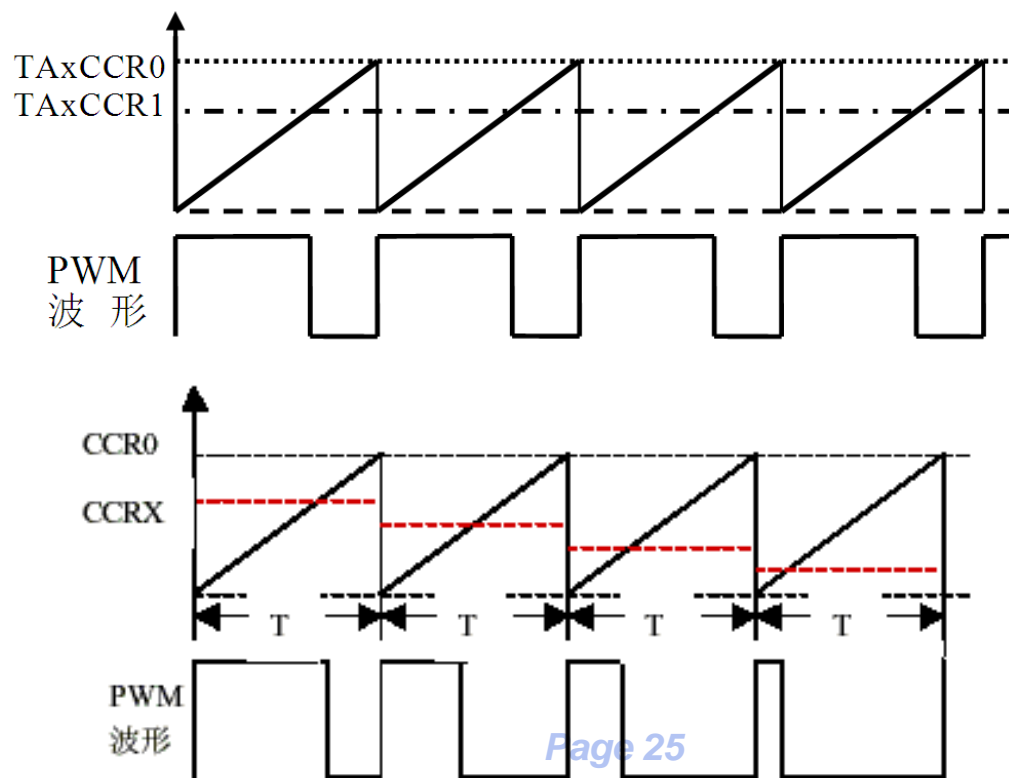 TAxCCR0
TAxCCR1
PWM
波 形
CCR0
CCRX
T T T T
PWM
波形
Page 25